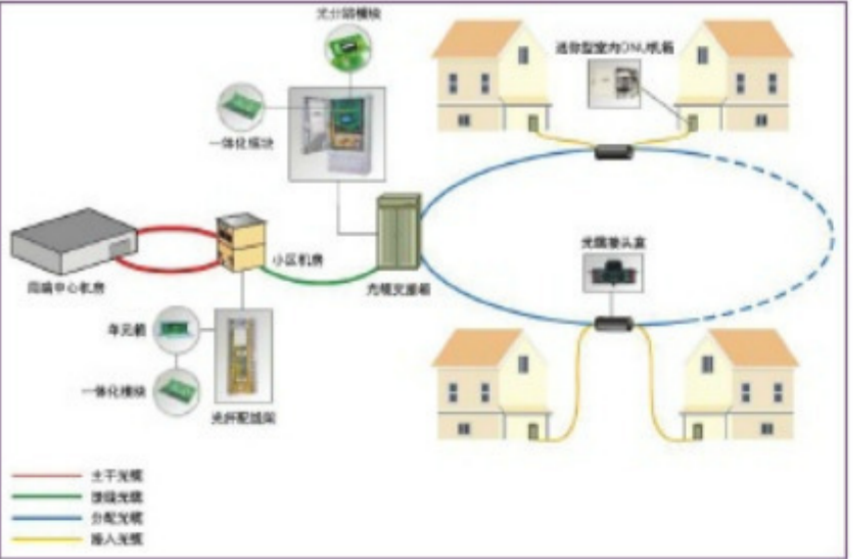 光分路模块
迷你型室内ONU机箱
一体化模块
小区机房
光缆接头盒
局端中心机房
光缆交接箱
单元箱
一体化模块
光纤配线架
主干光缆
馈线光缆
分配光缆
接入光缆